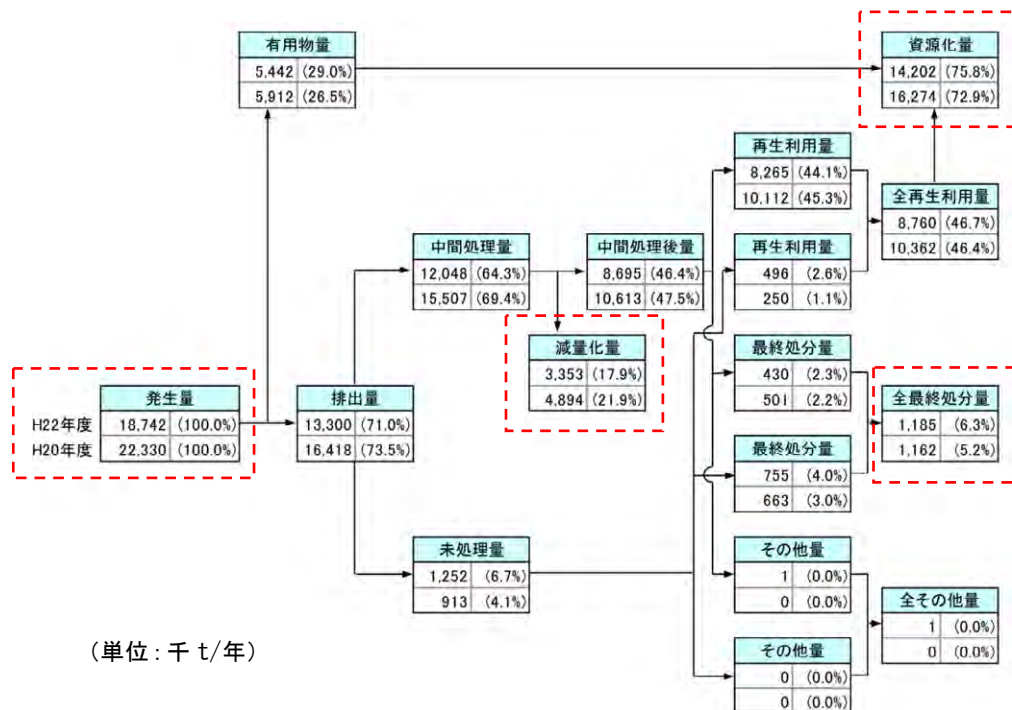 有用物量
5,442 (29.0%)
5,912 (26.5%)
資源化量
14,202 (75.8%)
16,274 (72.9%)
再生利用量
8,265 (44.1%)
10,112 (45.3%)
全再生利用量
8,760 (46.7%)
10,362 (46.4%)
中間処理量
12,048 (64.3%)
15,507 (69.4%)
中間処理後量
8,695 (46.4%)
10,613 (47.5%)
再生利用量
496 (2.6%)
250 (1.1%)
減量化量
3,353 (17.9%)
4,894 (21.9%)
最終処分量
430 (2.3%)
501 (2.2%)
発生量
H22年度 18,742 (100.0%)
H20年度 22,330 (100.0%)
排出量
13,300 (71.0%)
16,418 (73.5%)
全最終処分量
1,185 (6.3%)
1,162 (5.2%)
最終処分量
755 (4.0%)
663 (3.0%)
未処理量
1,252 (6.7%)
913 (4.1%)
その他量
1 (0.0%)
0 (0.0%)
全その他量
1 (0.0%)
0 (0.0%)
その他量
0 (0.0%)
0 (0.0%)
（単位：千 t/年）